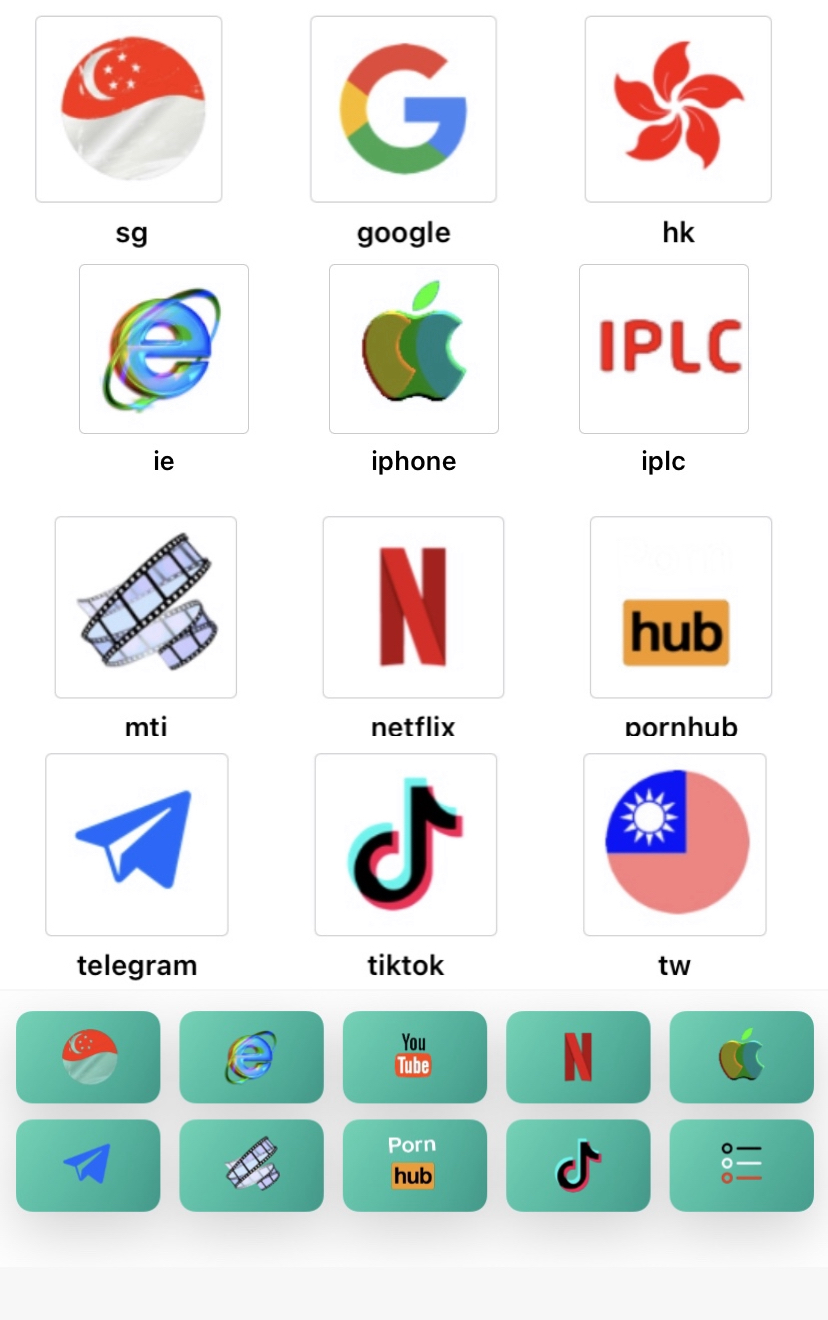 sg
google
hk
IPLC
ie
iphone
iplc
Porn
hub
mti
netflix
pornhub
telegram
tiktok
tw
You
Tube
Porn
hub